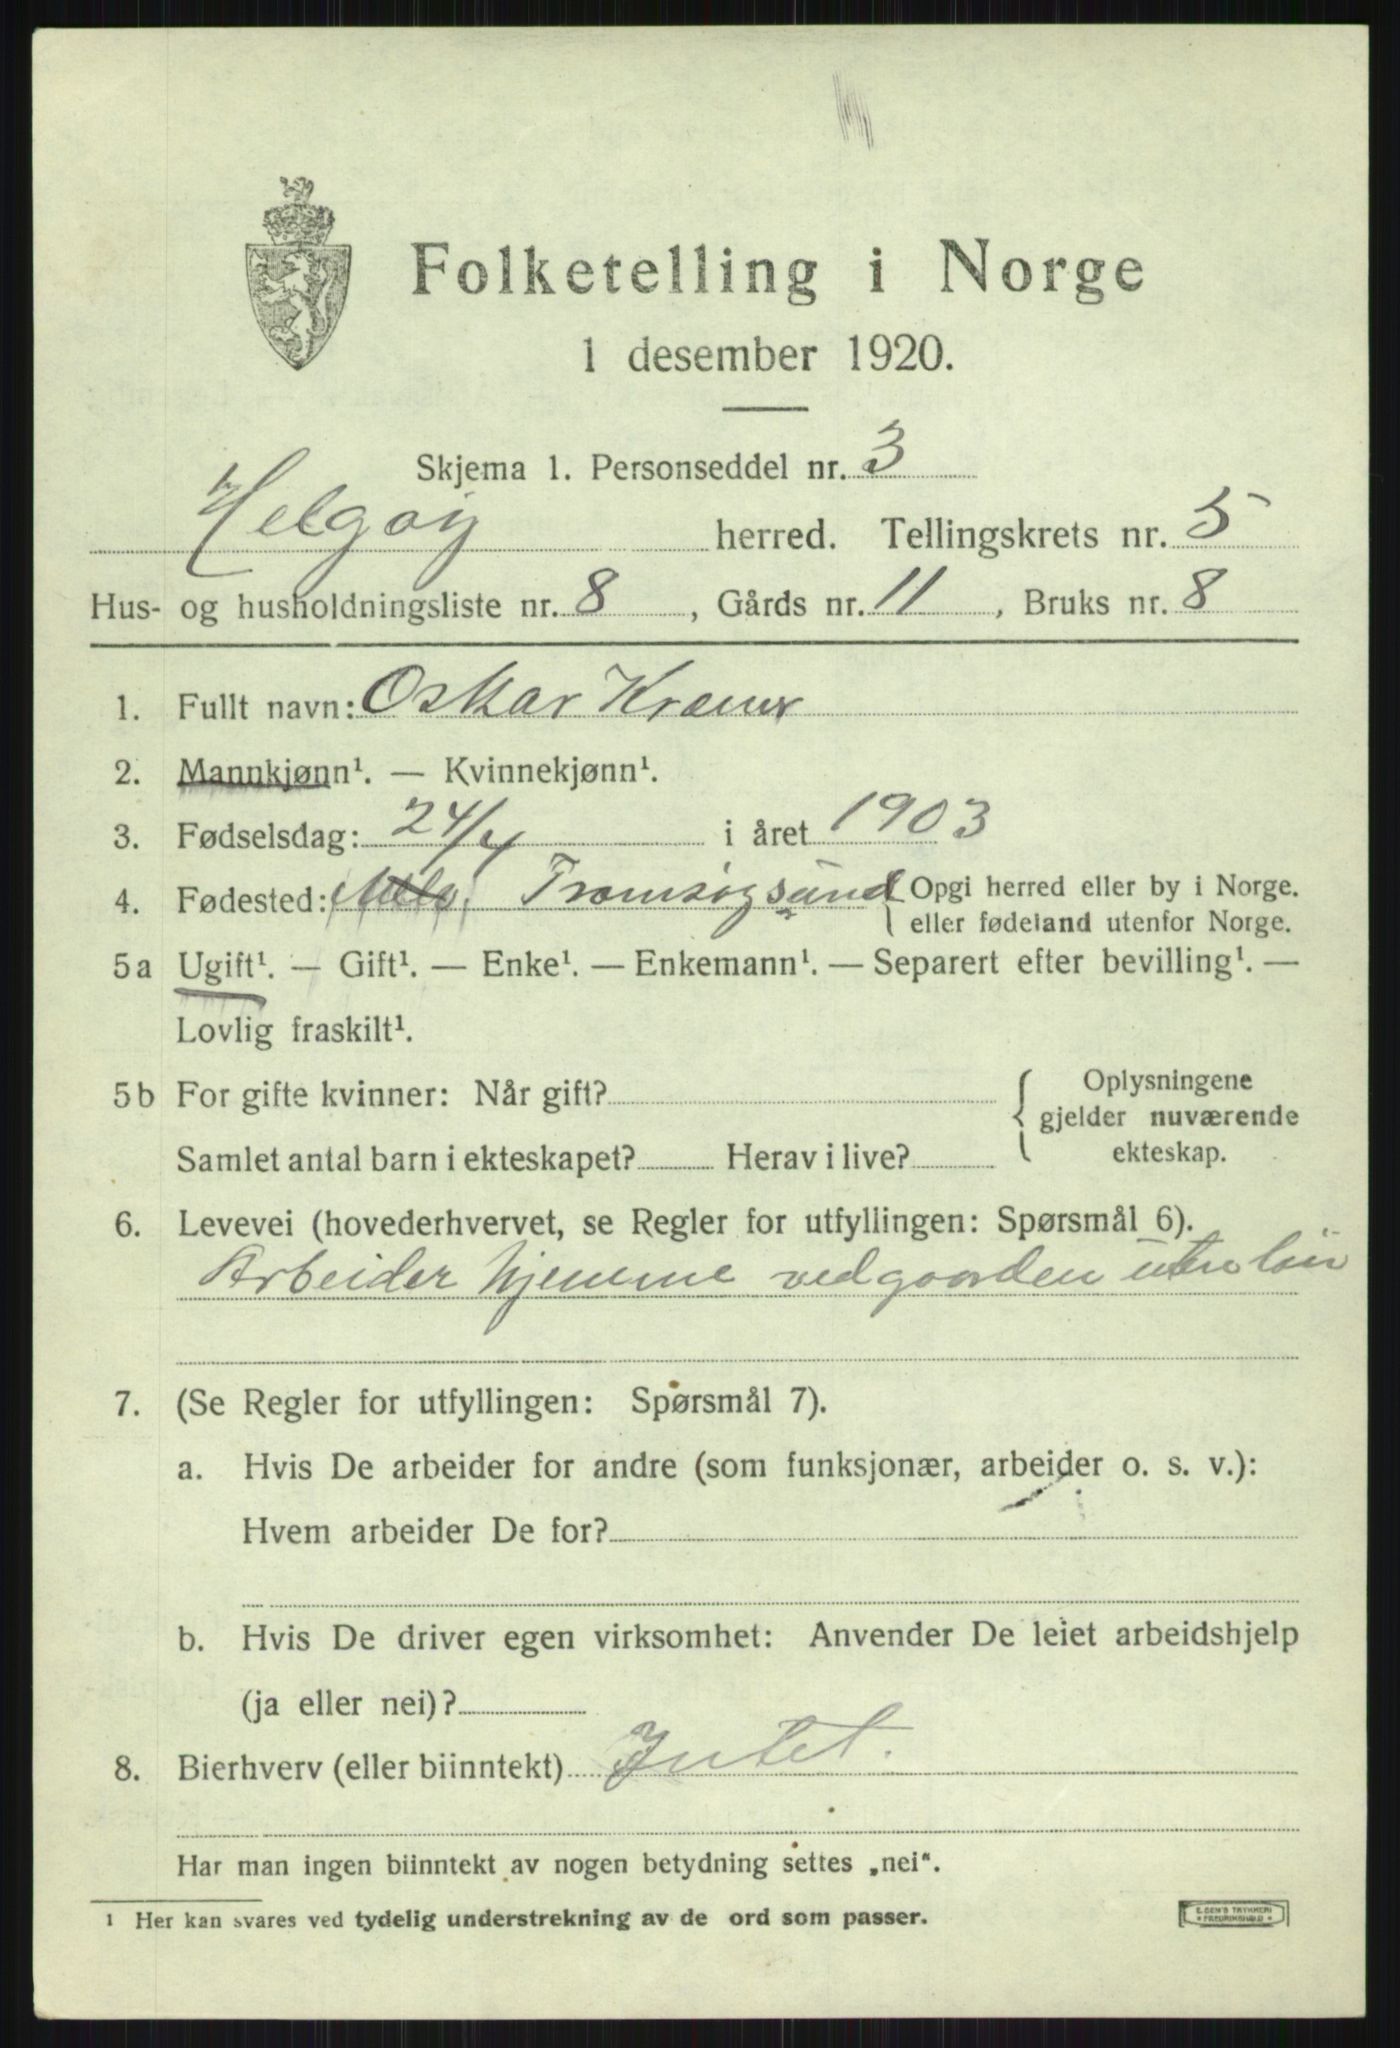 Folketelling i Norge
1 desember 1920.
Skjema 1. Personseddel nr. 3
Helgøy herred. Tellingskrets nr. 5
Hus- og husholdningsliste nr. 8, Gårds nr. 11, Bruks nr. 8
1. Fullt navn: Oskar Kræmer
2. Mannkjønn¹. — Kvinnekjønn¹.
3. Fødselsdag: 24/4 i året 1903
4. Fødested: Tromsøysund { Opgi herred eller by i Norge.
eller fødeland utenfor Norge.
5a Ugift¹. — Gift¹. — Enke¹. — Enkemann¹. — Separert efter bevilling¹. —
Lovlig fraskilt¹.
5b For gifte kvinner: Når gift? { Oplysningene
gjelder nuværende
Samlet antal barn i ekteskapet? Herav i live? ekteskap.
6. Levevei (hovederhvervet, se Regler for utfyllingen: Spørsmål 6).
Arbeider hjemme ved gaarden uten løn
7. (Se Regler for utfyllingen: Spørsmål 7).
a. Hvis De arbeider for andre (som funksjonær, arbeider o. s. v.):
Hvem arbeider De for?
b. Hvis De driver egen virksomhet: Anvender De leiet arbeidshjelp
(ja eller nei)?
8. Bierhverv (eller biinntekt) Intet.
Har man ingen biinntekt av nogen betydning settes „nei“.
¹ Her kan svares ved tydelig understrekning av de ord som passer.
E. SEM'S TRYKKERI
* FREDRIKSHALD *